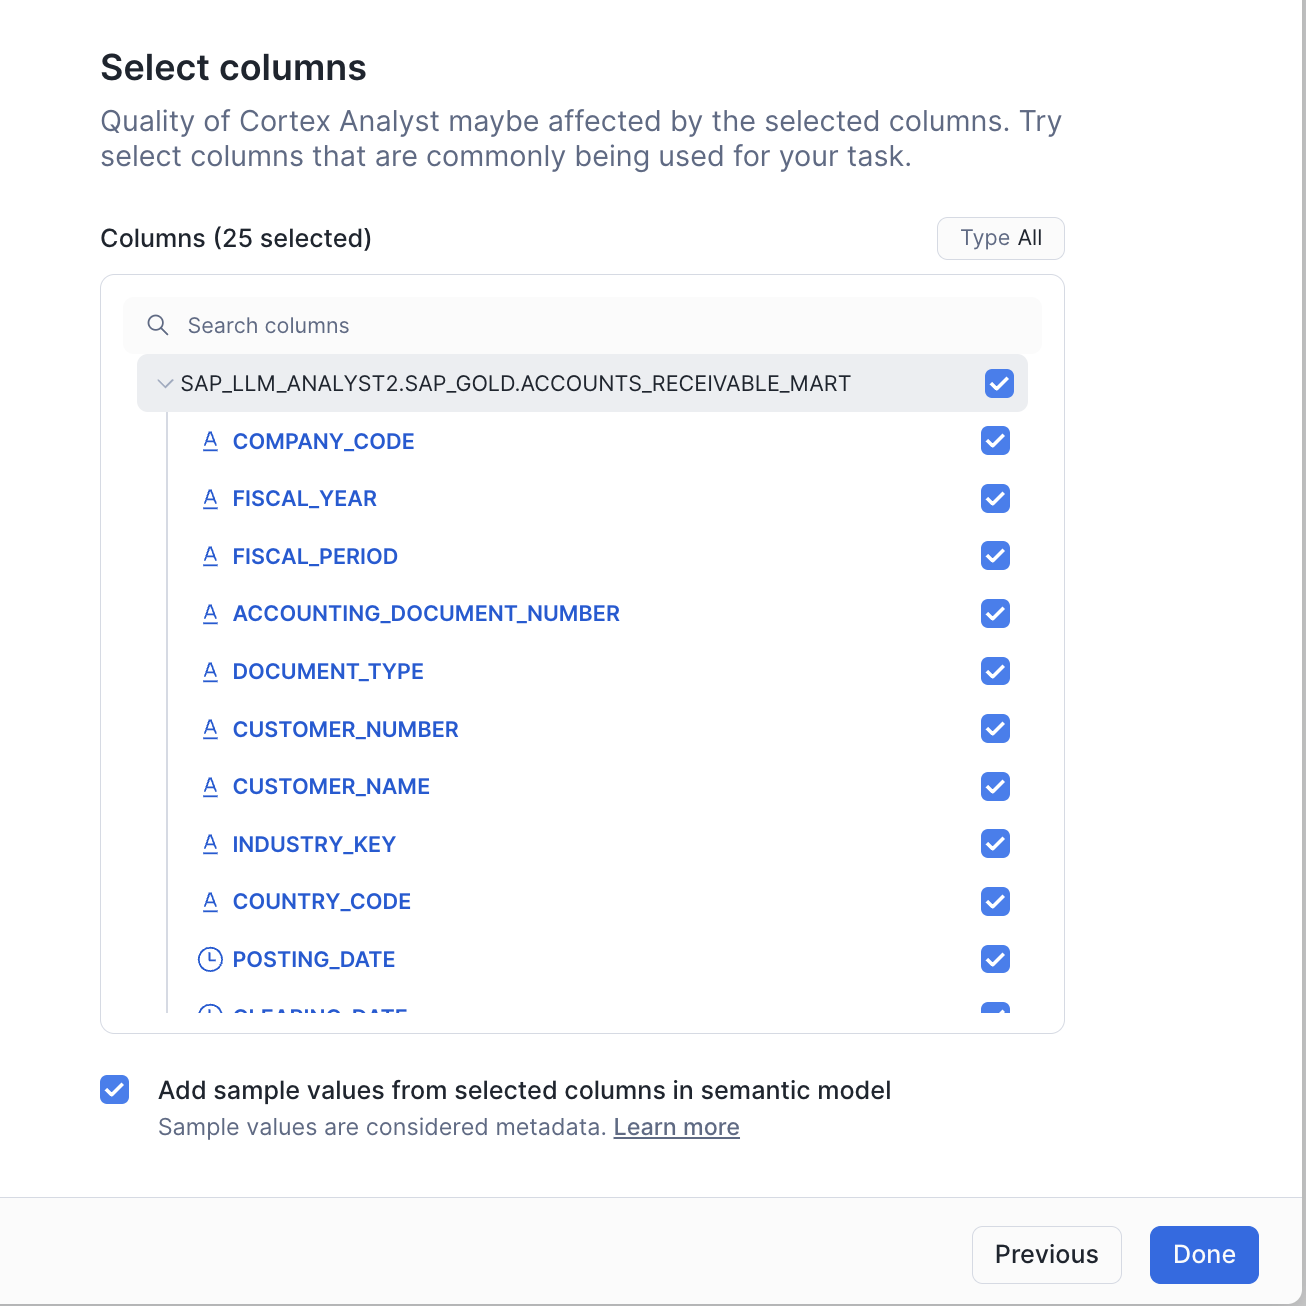 Select columns
Quality of Cortex Analyst maybe affected by the selected columns. Try
select columns that are commonly being used for your task.
Columns (25 selected)
Type All
Search columns
SAP_LLM_ANALYST2.SAP_GOLD.ACCOUNTS_RECEIVABLE_MART
A COMPANY_CODE
A FISCAL_YEAR
A FISCAL_PERIOD
A ACCOUNTING_DOCUMENT_NUMBER
A DOCUMENT_TYPE
A CUSTOMER_NUMBER
A CUSTOMER_NAME
A INDUSTRY_KEY
A COUNTRY_CODE
POSTING_DATE
CLEARING_DATE
Add sample values from selected columns in semantic model
Sample values are considered metadata. Learn more
Previous
Done